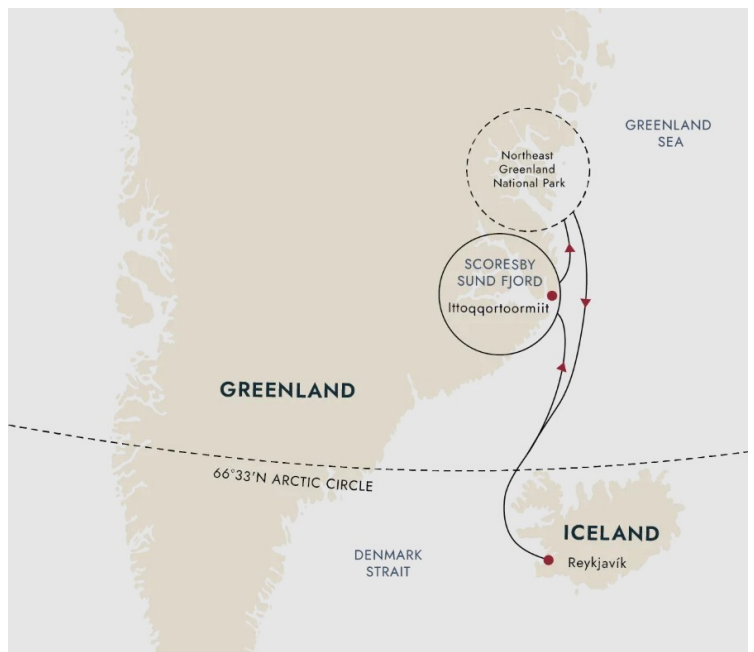 GREENLAND
SEA
Northeast
Greenland
National Park
SCORESBY
SUND FJORD
Ittoqqortoormiit
GREENLAND
66°33'N ARCTIC CIRCLE
ICELAND
Reykjavík
DENMARK
STRAIT